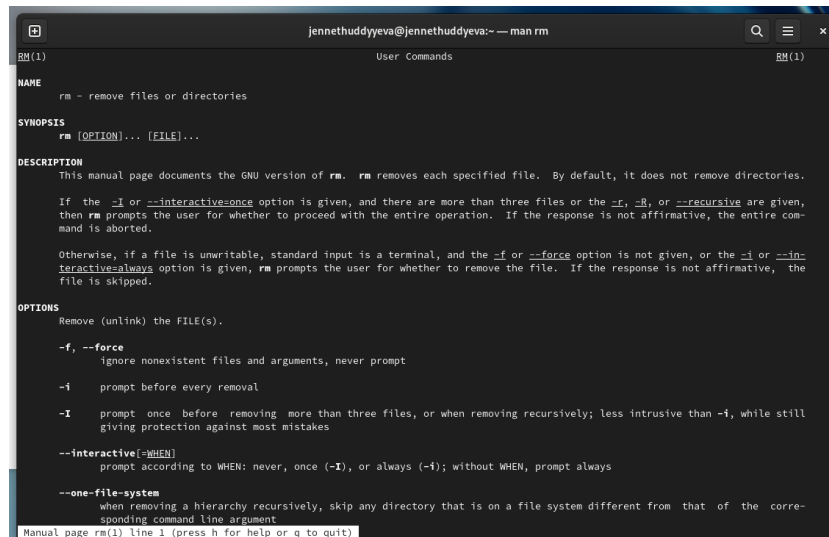 jennethuddyyeva@jennethuddyeva:~ — man rm
RM(1) User Commands RM(1)
NAME
rm - remove files or directories
SYNOPSIS
rm [OPTION]... [FILE]...
DESCRIPTION
This manual page documents the GNU version of rm. rm removes each specified file. By default, it does not remove directories.
If the -I or --interactive=once option is given, and there are more than three files or the -r, -R, or --recursive are given,
then rm prompts the user for whether to proceed with the entire operation. If the response is not affirmative, the entire com-
mand is aborted.
Otherwise, if a file is unwritable, standard input is a terminal, and the -f or --force option is not given, or the -i or --in-
teractive=always option is given, rm prompts the user for whether to remove the file. If the response is not affirmative, the
file is skipped.
OPTIONS
Remove (unlink) the FILE(s).
-f, --force
ignore nonexistent files and arguments, never prompt
-i prompt before every removal
-I prompt once before removing more than three files, or when removing recursively; less intrusive than -i, while still
giving protection against most mistakes
--interactive[=WHEN]
prompt according to WHEN: never, once (-I), or always (-i); without WHEN, prompt always
--one-file-system
when removing a hierarchy recursively, skip any directory that is on a file system different from that of the corre-
sponding command line argument
Manual page rm(1) line 1 (press h for help or q to quit)